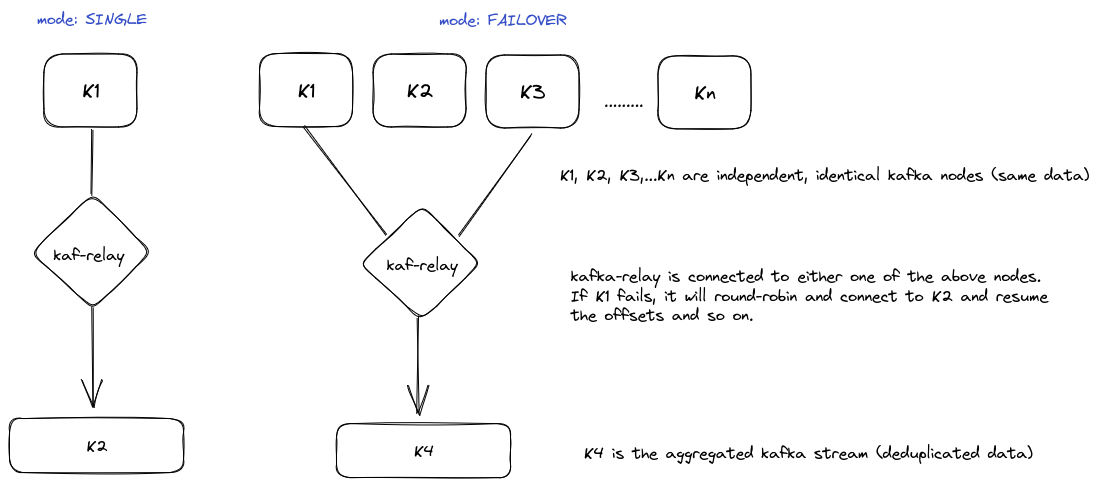 mode: SINGLE
mode: FAILOVER
K1
K1
K2
K3
.........
Kn
K1, K2, K3,...Kn are independent, identical kafka nodes (same data)
kaf-relay
kaf-relay
kafka-relay is connected to either one of the above nodes.
If K1 fails, it will round-robin and connect to K2 and resume
the offsets and so on.
K2
K4
K4 is the aggregated kafka stream (deduplicated data)